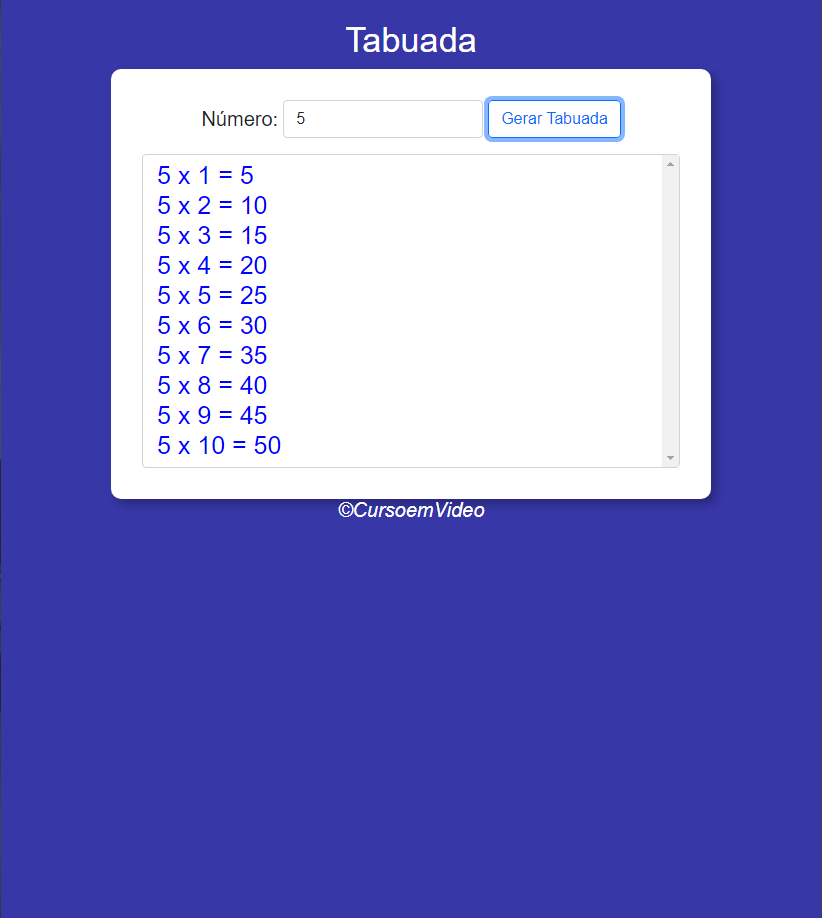 Tabuada
Número: 5 Gerar Tabuada
5 x 1 = 5
5 x 2 = 10
5 x 3 = 15
5 x 4 = 20
5 x 5 = 25
5 x 6 = 30
5 x 7 = 35
5 x 8 = 40
5 x 9 = 45
5 x 10 = 50
©CursoemVideo